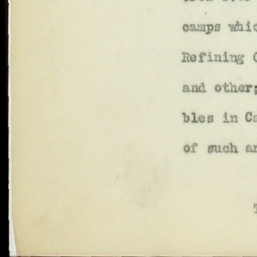 camps whic
Refining C
and other;
bles in Ca
of such an